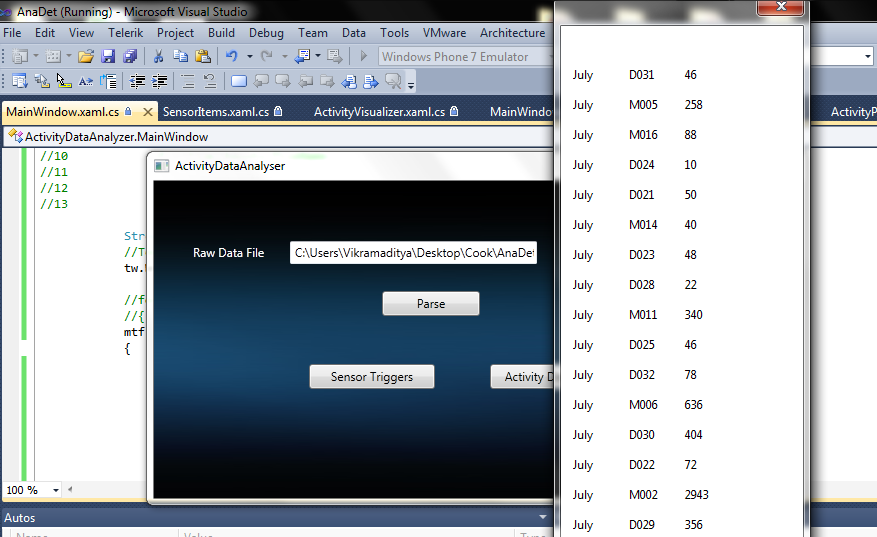 AnaDet (Running) - Microsoft Visual Studio
File Edit View Telerik Project Build Debug Team Data Tools VMware Architecture
Windows Phone 7 Emulator
MainWindow.xaml.cs SensorItems.xaml.cs ActivityVisualizer.xaml.cs MainWindo ActivityP
ActivityDataAnalyzer.MainWindow
//10
//11
//12
//13
Str
//T
tw.
//f
//{
mtf
{
100 %
Autos
Name Value Type
ActivityDataAnalyser
Raw Data File C:\Users\Vikramaditya\Desktop\Cook\AnaDet
Parse
Sensor Triggers Activity D
July D031 46
July M005 258
July M016 88
July D024 10
July D021 50
July M014 40
July D023 48
July D028 22
July M011 340
July D025 46
July D032 78
July M006 636
July D030 404
July D022 72
July M002 2943
July D029 356